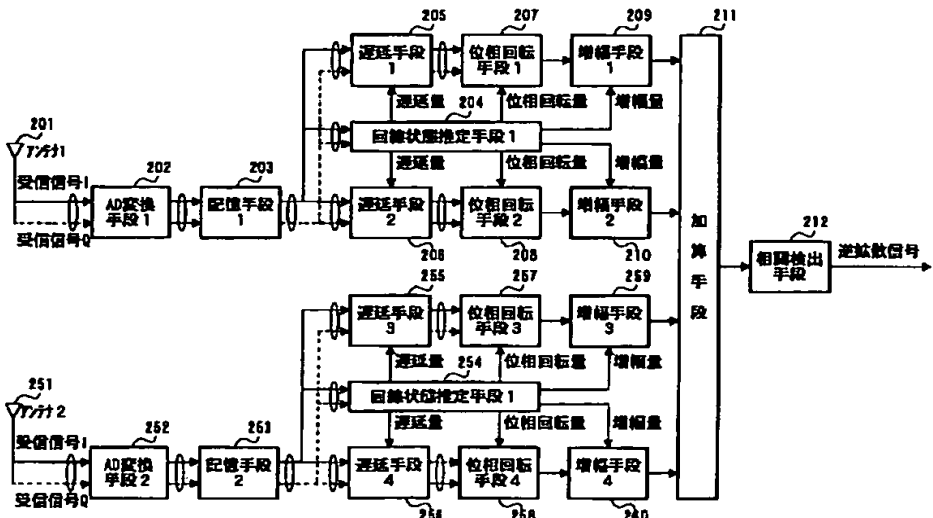 205
207
209
211
遅延手段
1
位相回転
手段1
増幅手段
1
遅延量
位相回転量
増幅量
204
回線状態推定手段1
201
アンテナ1
受信信号I
受信信号Q
202
AD変換
手段1
203
記憶手段
1
遅延量
位相回転量
増幅量
遅延手段
2
位相回転
手段2
増幅手段
2
206
208
210
加算手段
212
相関検出
手段
逆拡散信号
255
257
259
遅延手段
3
位相回転
手段3
増幅手段
3
遅延量
位相回転量
増幅量
254
回線状態推定手段1
251
アンテナ2
受信信号I
受信信号Q
252
AD変換
手段2
253
記憶手段
2
遅延量
位相回転量
増幅量
遅延手段
4
位相回転
手段4
増幅手段
4
256
258
240